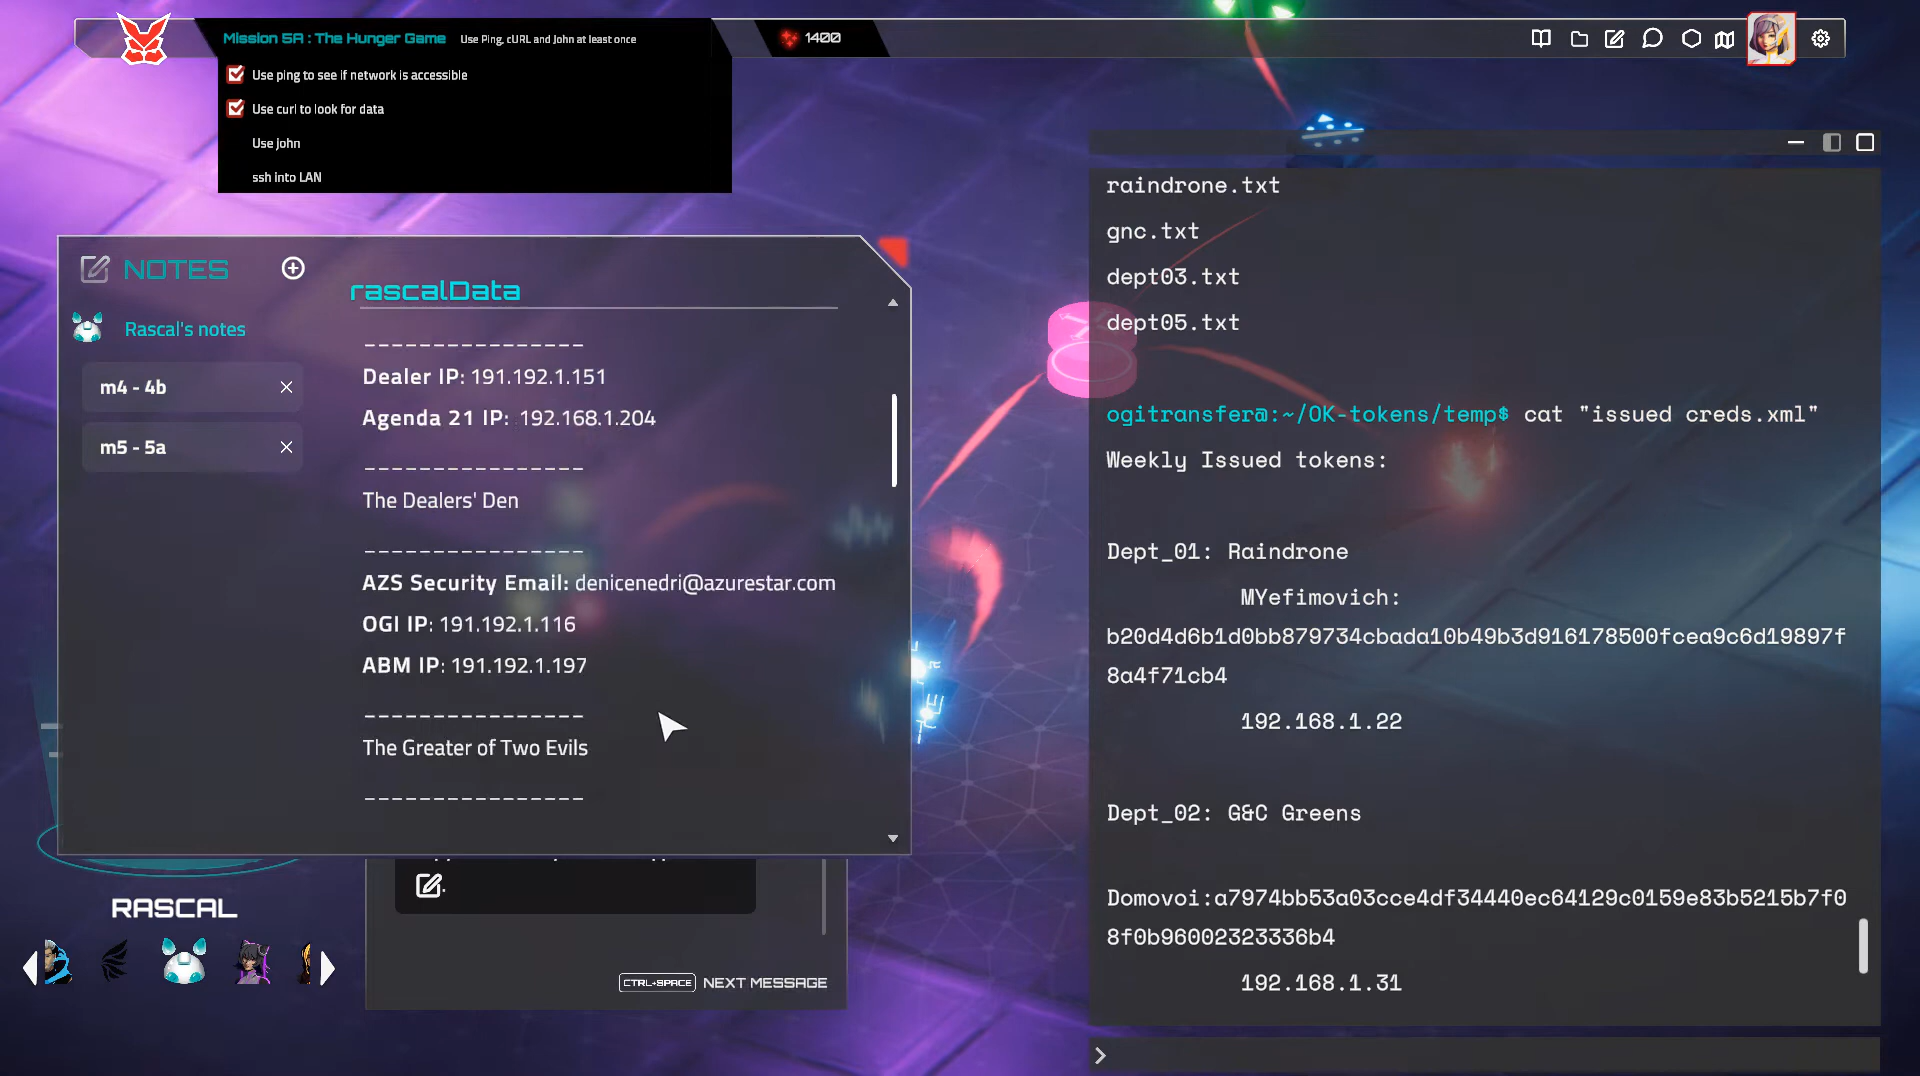 Mission 5A : The Hunger Game Use Ping, cURL and John at least once
Use ping to see if network is accessible
Use curl to look for data
Use john
ssh into LAN
1400
NOTES
Rascal's notes
m4 - 4b
m5 - 5a
rascalData
----------------
Dealer IP: 191.192.1.151
Agenda 21 IP: 192.168.1.204
----------------
The Dealers' Den
----------------
AZS Security Email: denicenedri@azurestar.com
OGI IP: 191.192.1.116
ABM IP: 191.192.1.197
----------------
The Greater of Two Evils
----------------
RASCAL
CTRL+SPACE NEXT MESSAGE
raindrone.txt
gnc.txt
dept03.txt
dept05.txt
ogitransfer@:~/OK-tokens/temp$ cat "issued creds.xml"
Weekly Issued tokens:
Dept_01: Raindrone
MYefimovich:
b20d4d6b1d0bb879734cbada10b49b3d916178500fcea9c6d19897f
8a4f71cb4
192.168.1.22
Dept_02: G&C Greens
Domovoi:a7974bb53a03cce4df34440ec64129c0159e83b5215b7f0
8f0b96002323336b4
192.168.1.31
>